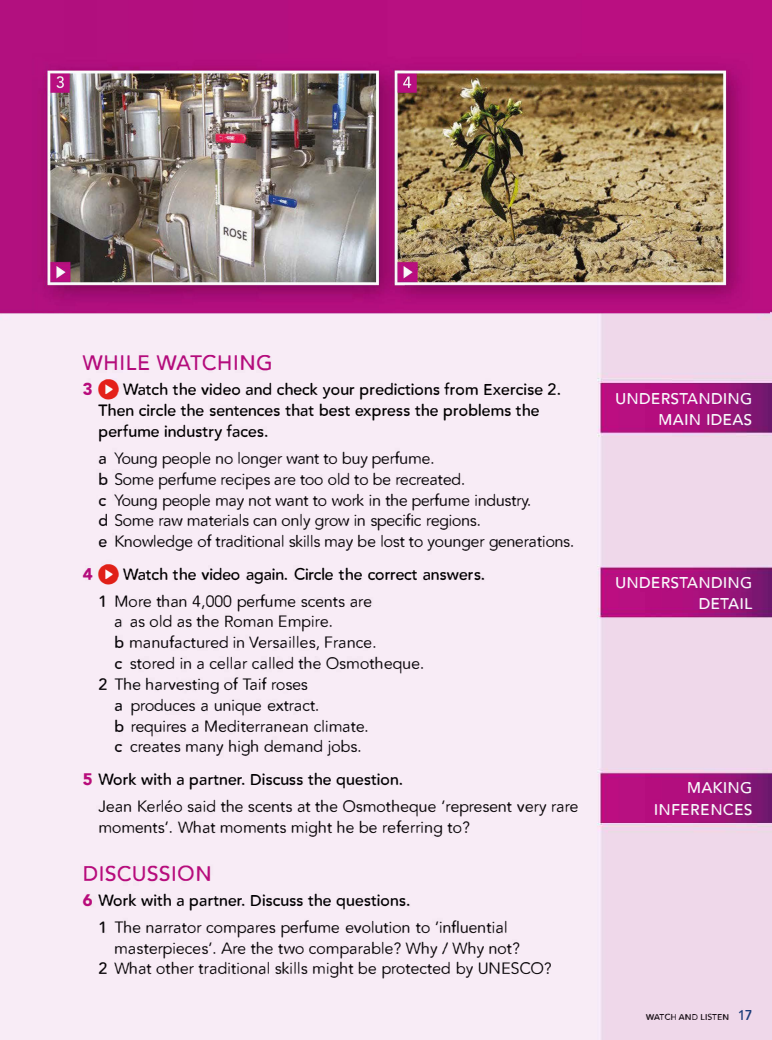 3
4
ROSE
WHILE WATCHING
3 Watch the video and check your predictions from Exercise 2.
Then circle the sentences that best express the problems the
perfume industry faces.
UNDERSTANDING
MAIN IDEAS
a Young people no longer want to buy perfume.
b Some perfume recipes are too old to be recreated.
c Young people may not want to work in the perfume industry.
d Some raw materials can only grow in specific regions.
e Knowledge of traditional skills may be lost to younger generations.
4 Watch the video again. Circle the correct answers.
UNDERSTANDING
DETAIL
1 More than 4,000 perfume scents are
a as old as the Roman Empire.
b manufactured in Versailles, France.
c stored in a cellar called the Osmotheque.
2 The harvesting of Taif roses
a produces a unique extract.
b requires a Mediterranean climate.
c creates many high demand jobs.
5 Work with a partner. Discuss the question.
MAKING
INFERENCES
Jean Kerléo said the scents at the Osmotheque ‘represent very rare
moments’. What moments might he be referring to?
DISCUSSION
6 Work with a partner. Discuss the questions.
1 The narrator compares perfume evolution to ‘influential
masterpieces’. Are the two comparable? Why / Why not?
2 What other traditional skills might be protected by UNESCO?
WATCH AND LISTEN 17